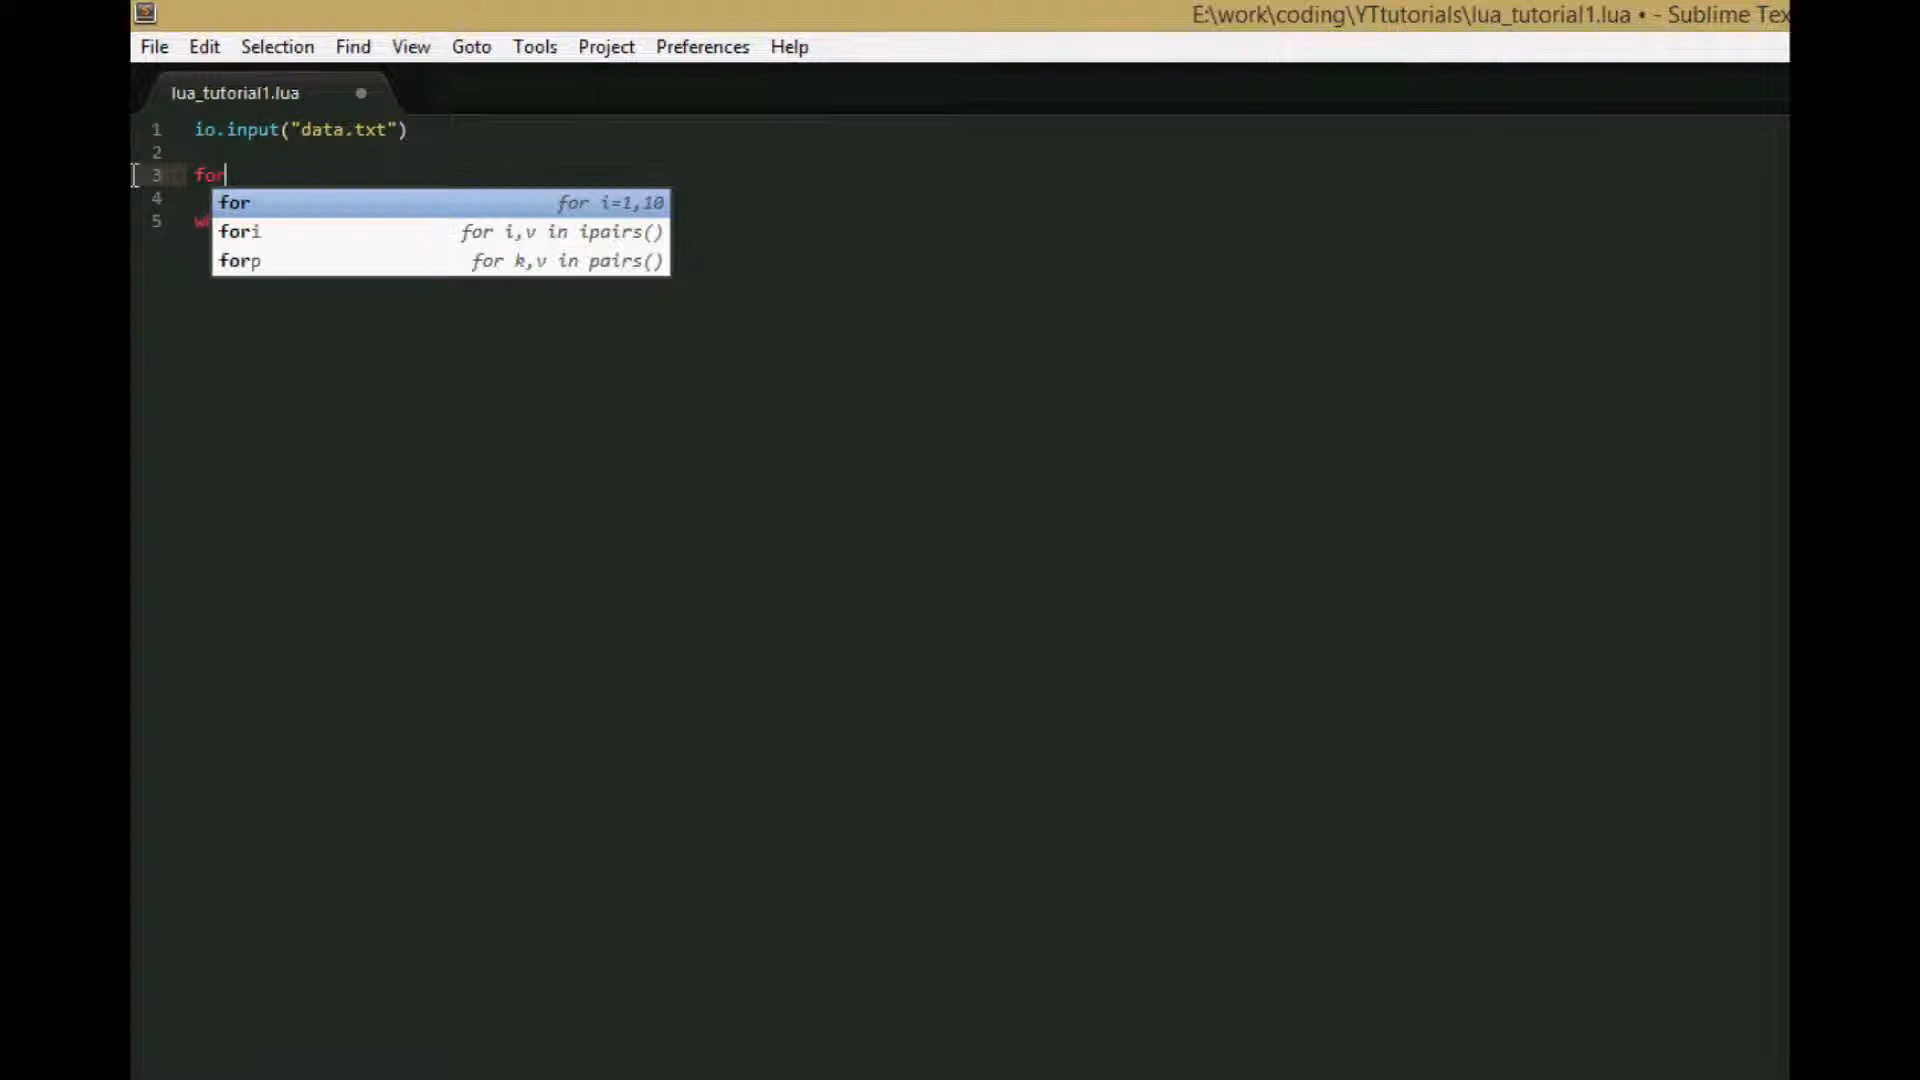 E:\work\coding\YTtutorials\lua_tutorial1.lua • - Sublime Tex
File Edit Selection Find View Goto Tools Project Preferences Help
lua_tutorial1.lua
1 io.input("data.txt")
2
3 for
for for i=1,10
4
fori for i,v in ipairs()
5
forp for k,v in pairs()